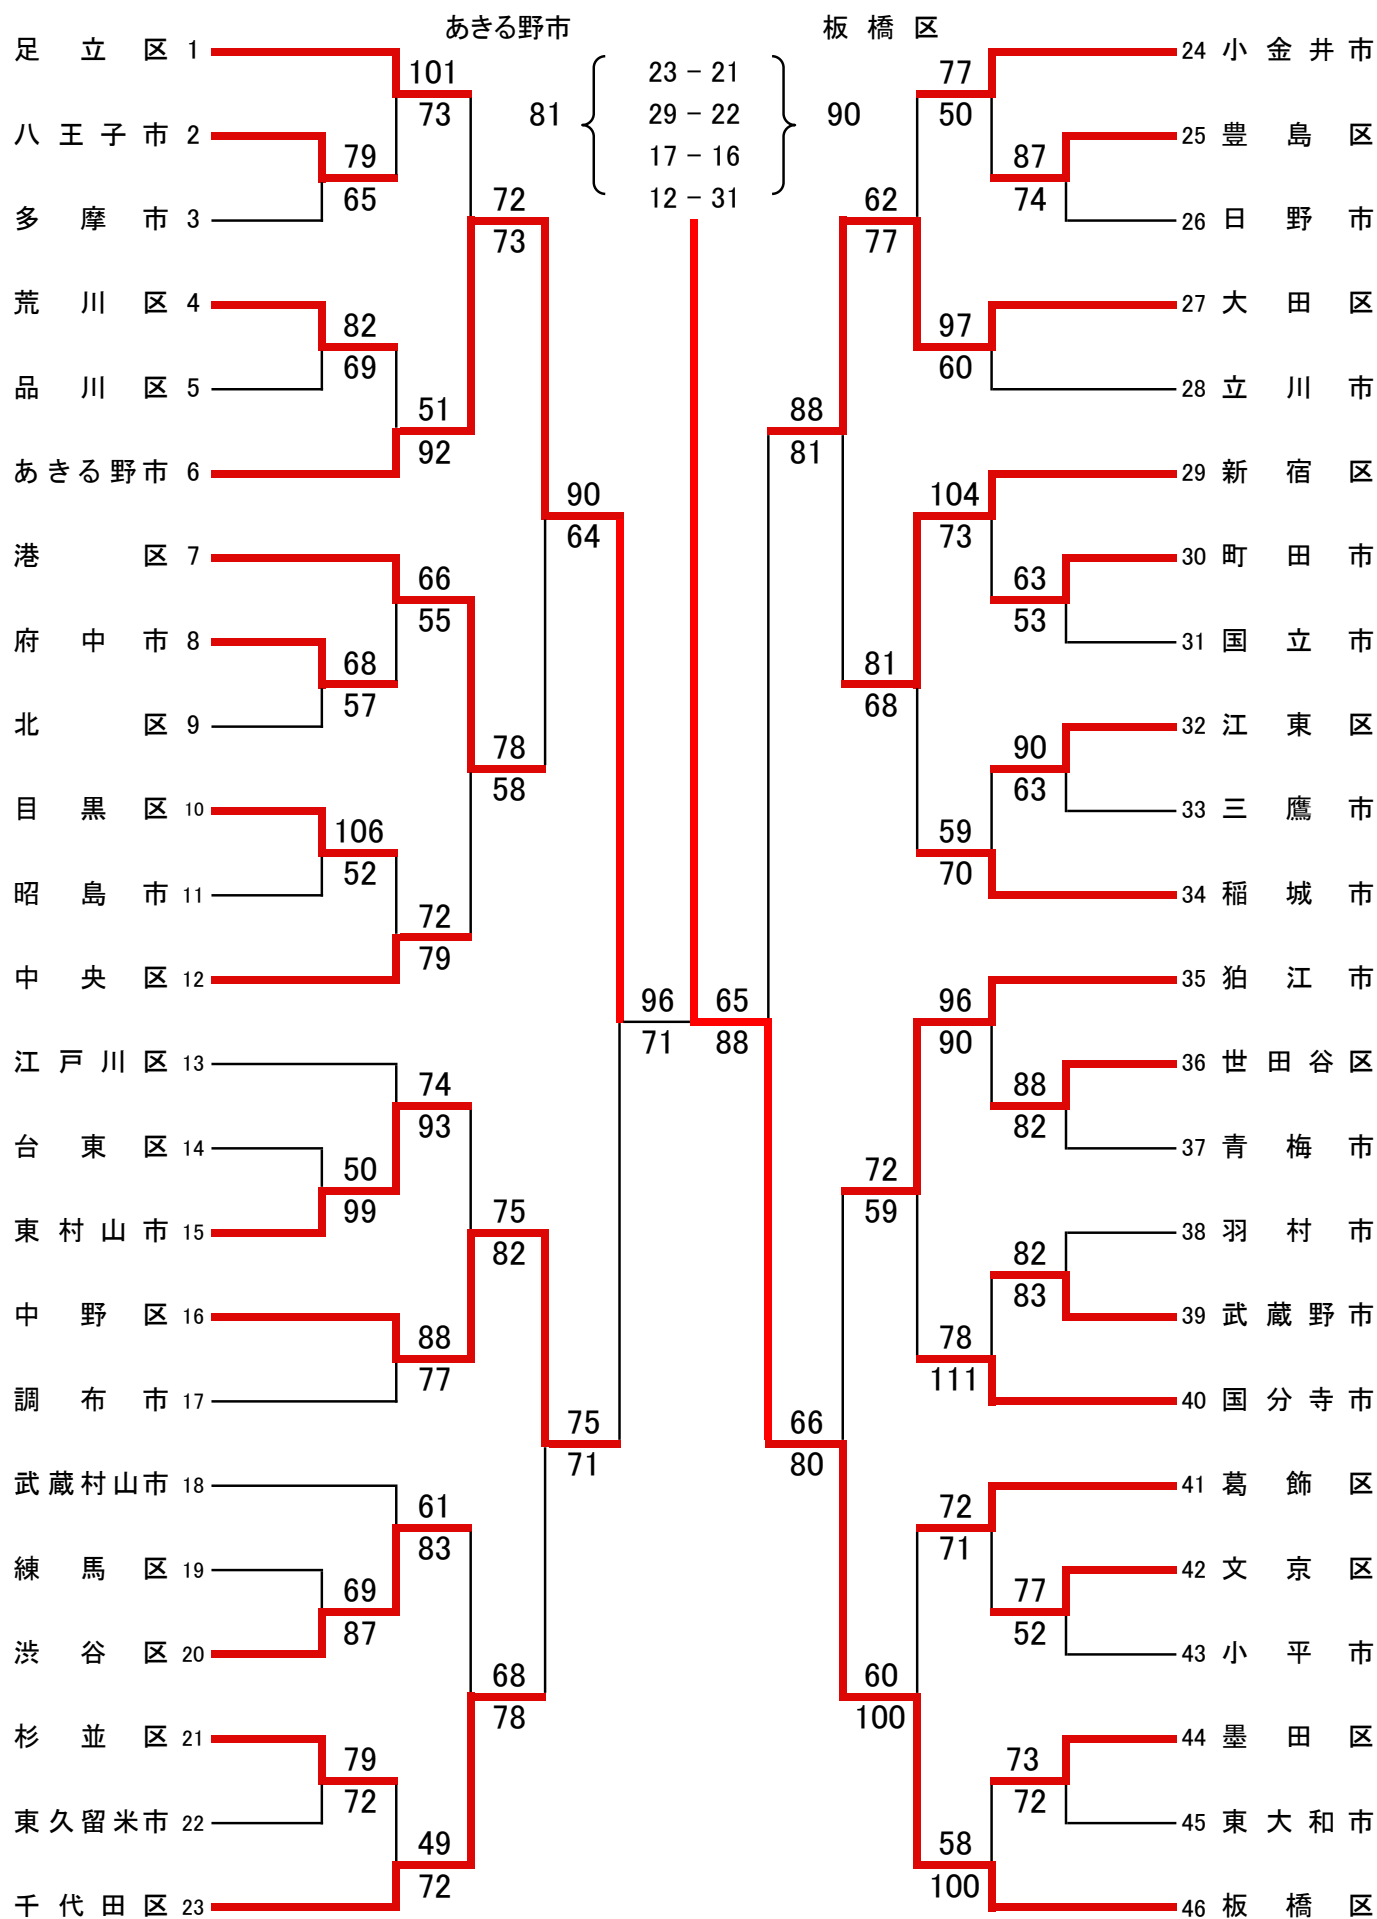 あきる野市 板橋区
81 23－21 90
29－22
17－16
12－31
足立区 1
八王子市 2
多摩市 3
荒川区 4
品川区 5
あきる野市 6
港区 7
府中市 8
北区 9
目黒区 10
昭島市 11
中央区 12
江戸川区 13
台東区 14
東村山市 15
中野区 16
調布市 17
武蔵村山市 18
練馬区 19
渋谷区 20
杉並区 21
東久留米市 22
千代田区 23
101
73
79
65
82
69
51
92
66
55
68
57
106
52
72
79
74
93
50
99
88
77
61
83
69
87
79
72
49
72
72
73
78
58
75
82
68
78
90
64
75
71
96
71
65
88
88
81
66
80
62
77
81
68
72
59
60
100
77
50
87
74
97
60
104
73
63
53
90
63
59
70
96
90
88
82
82
83
78
111
72
71
77
52
73
72
58
100
24 小金井市
25 豊島区
26 日野市
27 大田区
28 立川市
29 新宿区
30 町田市
31 国立市
32 江東区
33 三鷹市
34 稲城市
35 狛江市
36 世田谷区
37 青梅市
38 羽村市
39 武蔵野市
40 国分寺市
41 葛飾区
42 文京区
43 小平市
44 墨田区
45 東大和市
46 板橋区